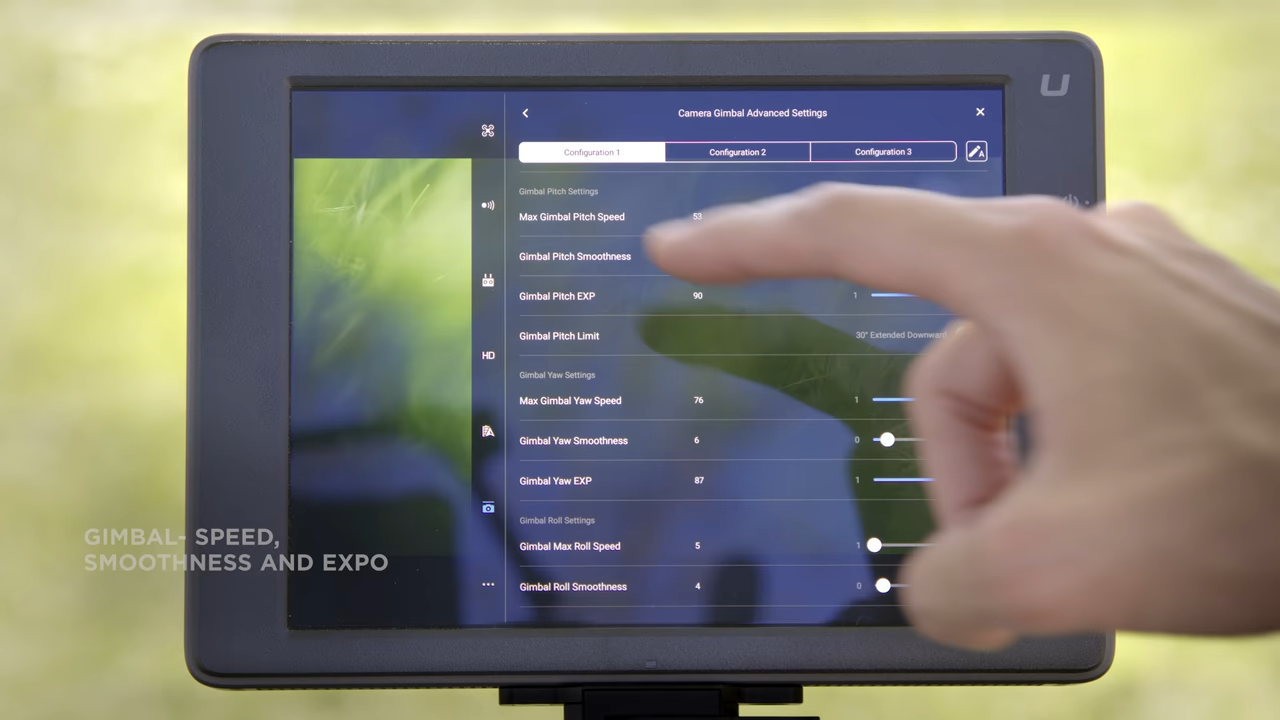 Camera Gimbal Advanced Settings
Configuration 1 Configuration 2 Configuration 3
Gimbal Pitch Settings
Max Gimbal Pitch Speed 53
Gimbal Pitch Smoothness
Gimbal Pitch EXP 90 1
Gimbal Pitch Limit 30° Extended Downward
HD
Gimbal Yaw Settings
Max Gimbal Yaw Speed 76 1
Gimbal Yaw Smoothness 6 0
Gimbal Yaw EXP 87 1
Gimbal Roll Settings
Gimbal Max Roll Speed 5 1
Gimbal Roll Smoothness 4 0
GIMBAL- SPEED,
SMOOTHNESS AND EXPO